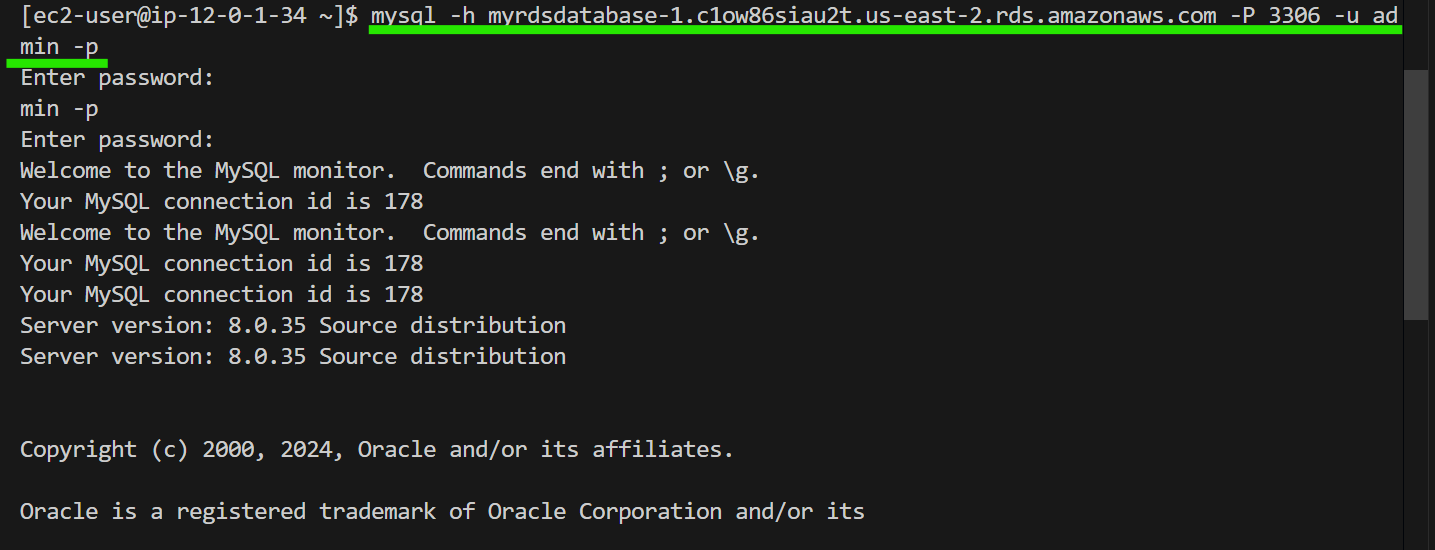 [ec2-user@ip-12-0-1-34 ~]$ mysql -h myrdsdatabase-1.c1ow86siau2t.us-east-2.rds.amazonaws.com -P 3306 -u ad
min -p
Enter password:
min -p
Enter password:
Welcome to the MySQL monitor.  Commands end with ; or \g.
Your MySQL connection id is 178
Welcome to the MySQL monitor.  Commands end with ; or \g.
Your MySQL connection id is 178
Your MySQL connection id is 178
Server version: 8.0.35 Source distribution
Server version: 8.0.35 Source distribution
Copyright (c) 2000, 2024, Oracle and/or its affiliates.
Oracle is a registered trademark of Oracle Corporation and/or its